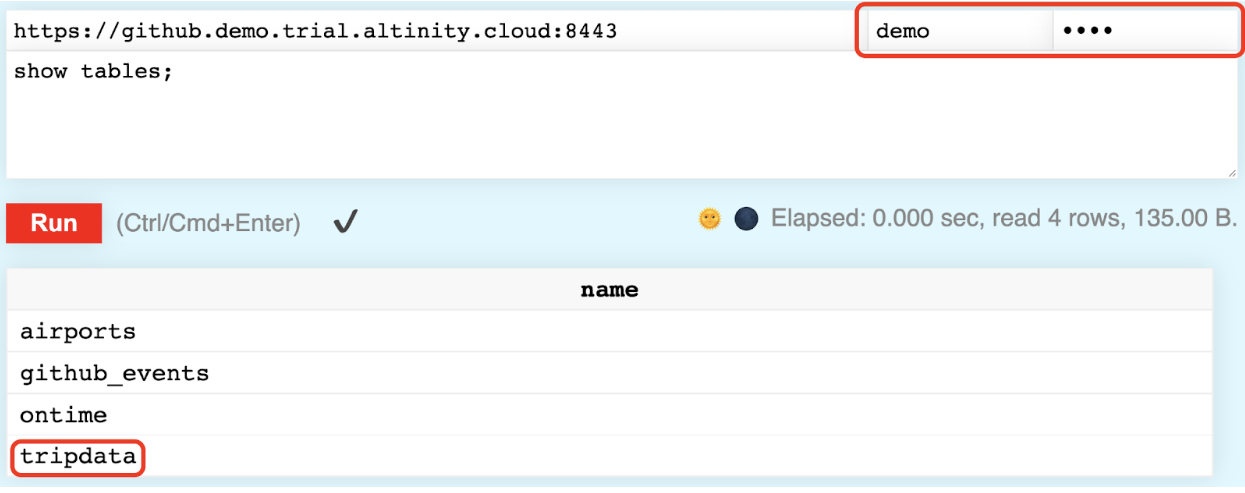 https://github.demo.trial.altinity.cloud:8443 demo ••••
show tables;
Run (Ctrl/Cmd+Enter) ✔ Elapsed: 0.000 sec, read 4 rows, 135.00 B.
name
airports
github_events
ontime
tripdata